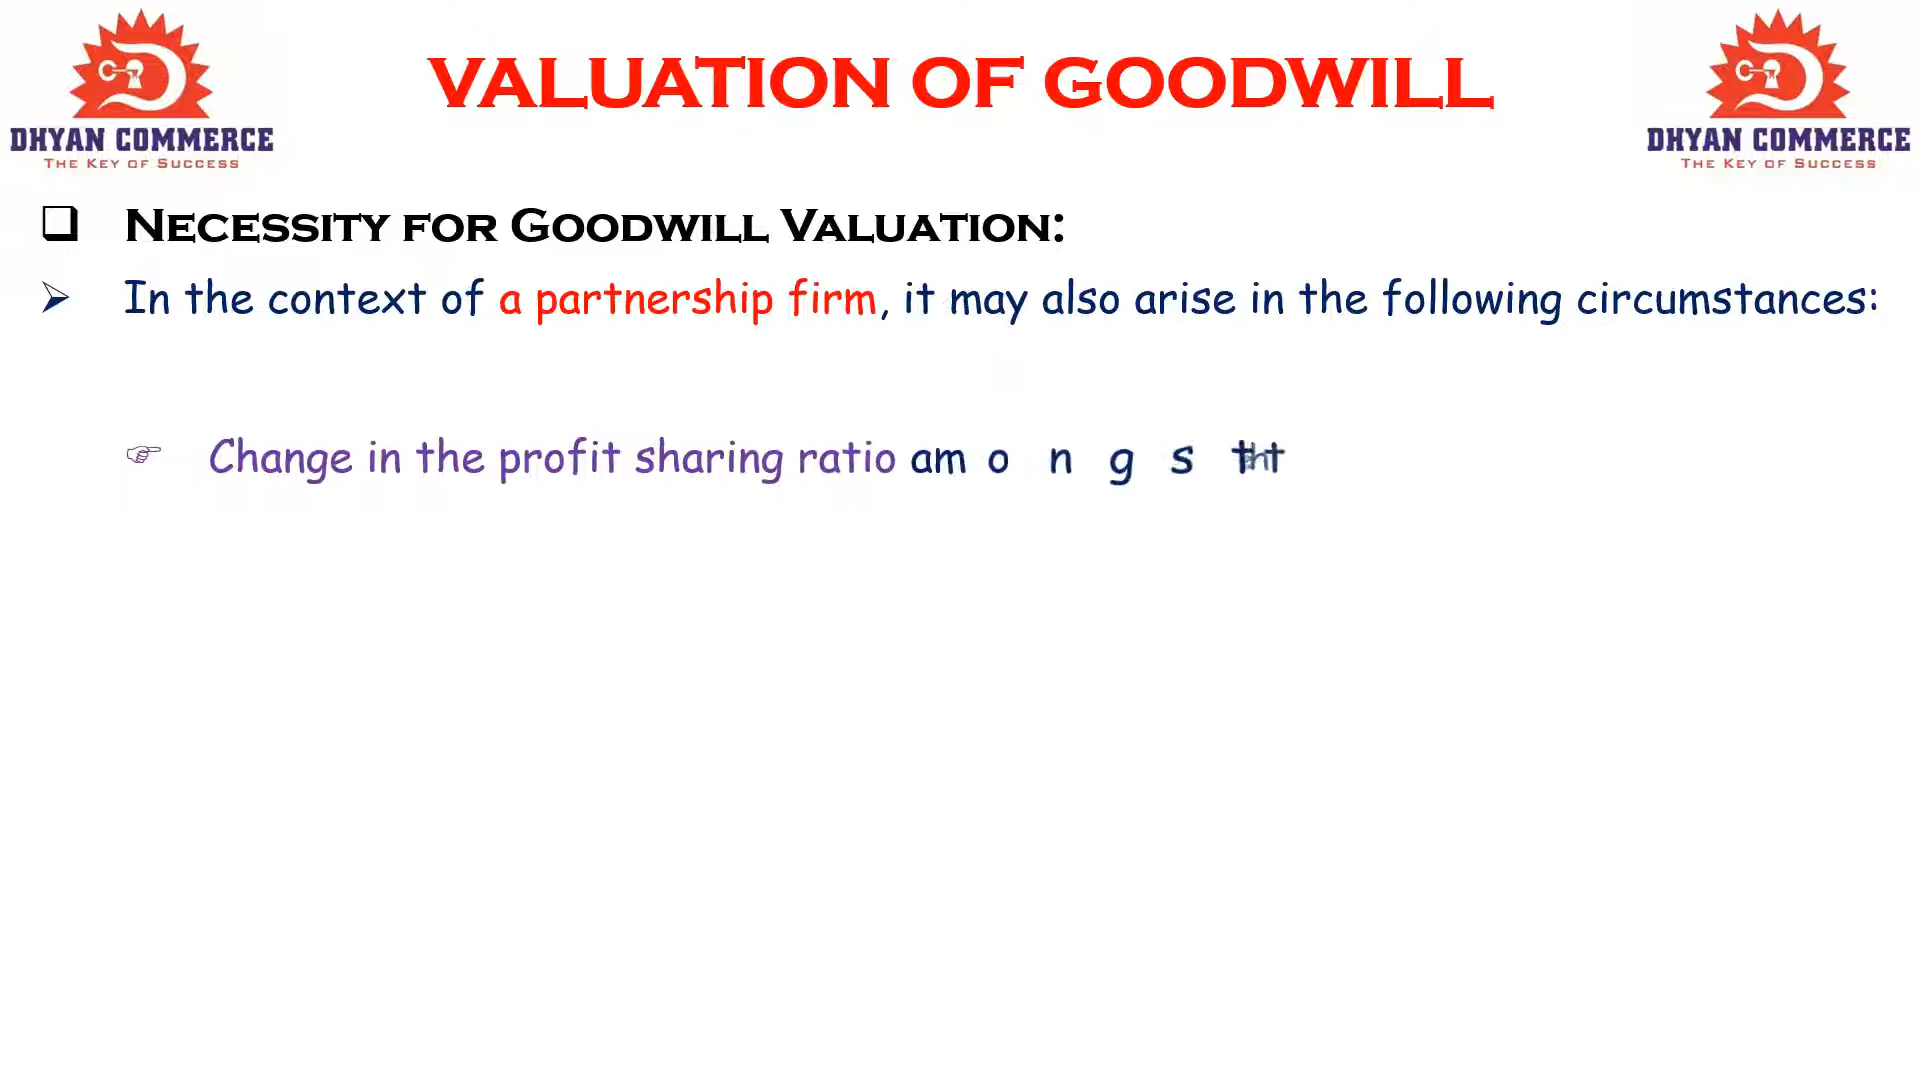 VALUATION OF GOODWILL
DHYAN COMMERCE
THE KEY OF SUCCESS
DHYAN COMMERCE
THE KEY OF SUCCESS
NECESSITY FOR GOODWILL VALUATION:
In the context of a partnership firm, it may also arise in the following circumstances:
Change in the profit sharing ratio amongst